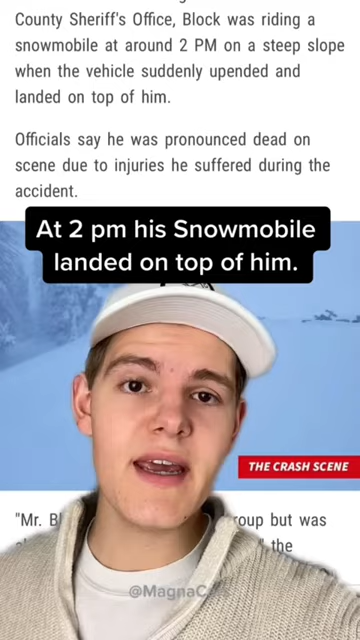 County Sheriff's Office, Block was riding a
snowmobile at around 2 PM on a steep slope
when the vehicle suddenly upended and
landed on top of him.
Officials say he was pronounced dead on
scene due to injuries he suffered during the
accident.
At 2 pm his Snowmobile
landed on top of him.
THE CRASH SCENE
"Mr. roup but was
the